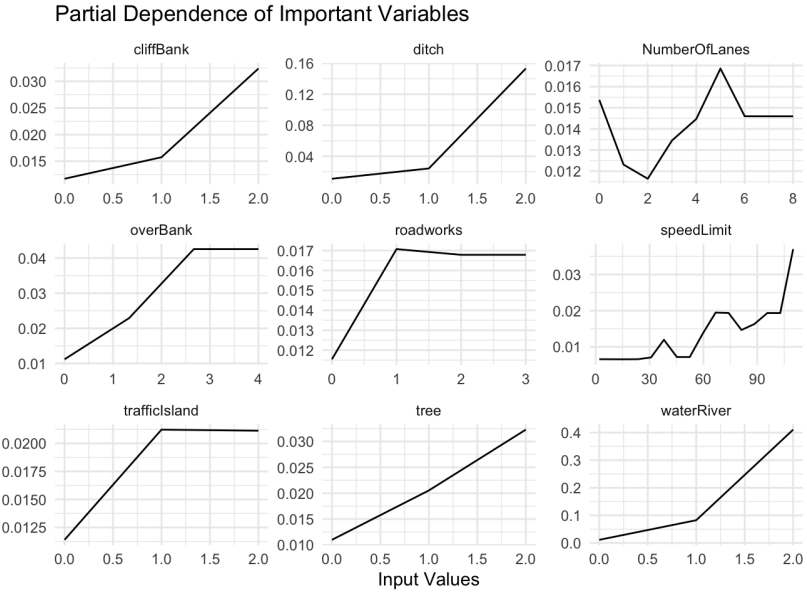 Partial Dependence of Important Variables
cliffBank ditch NumberOfLanes
0.030
0.025
0.020
0.015
0.0 0.5 1.0 1.5 2.0
0.16
0.12
0.08
0.04
0.0 0.5 1.0 1.5 2.0
0.017
0.016
0.015
0.014
0.013
0.012
0 2 4 6 8
overBank roadworks speedLimit
0.04
0.03
0.02
0.01
0 1 2 3 4
0.017
0.016
0.015
0.014
0.013
0.012
0 1 2 3
0.03
0.02
0.01
0 30 60 90
trafficIsland tree waterRiver
0.0200
0.0175
0.0150
0.0125
0.0 0.5 1.0 1.5 2.0
0.030
0.025
0.020
0.015
0.010
0.0 0.5 1.0 1.5 2.0
0.4
0.3
0.2
0.1
0.0
0.0 0.5 1.0 1.5 2.0
Input Values